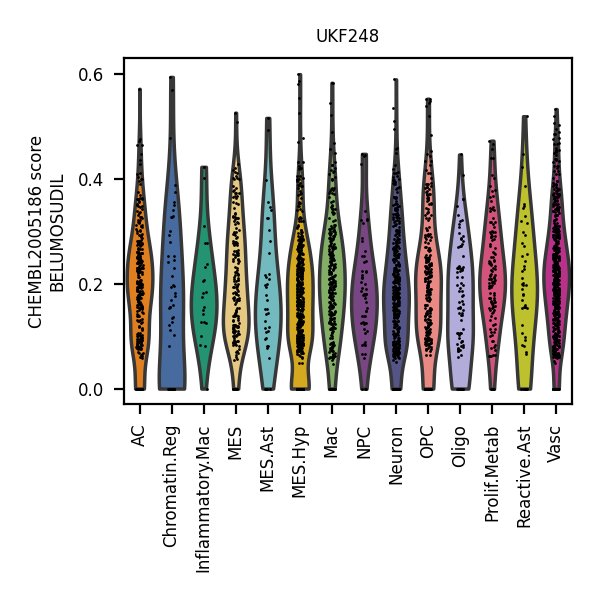 UKF248
CHEMBL2005186 score
BELUMOSUDIL
0.6
0.4
0.2
0.0
AC
Chromatin.Reg
Inflammatory.Mac
MES
MES.Ast
MES.Hyp
Mac
NPC
Neuron
OPC
Oligo
Prolif.Metab
Reactive.Ast
Vasc